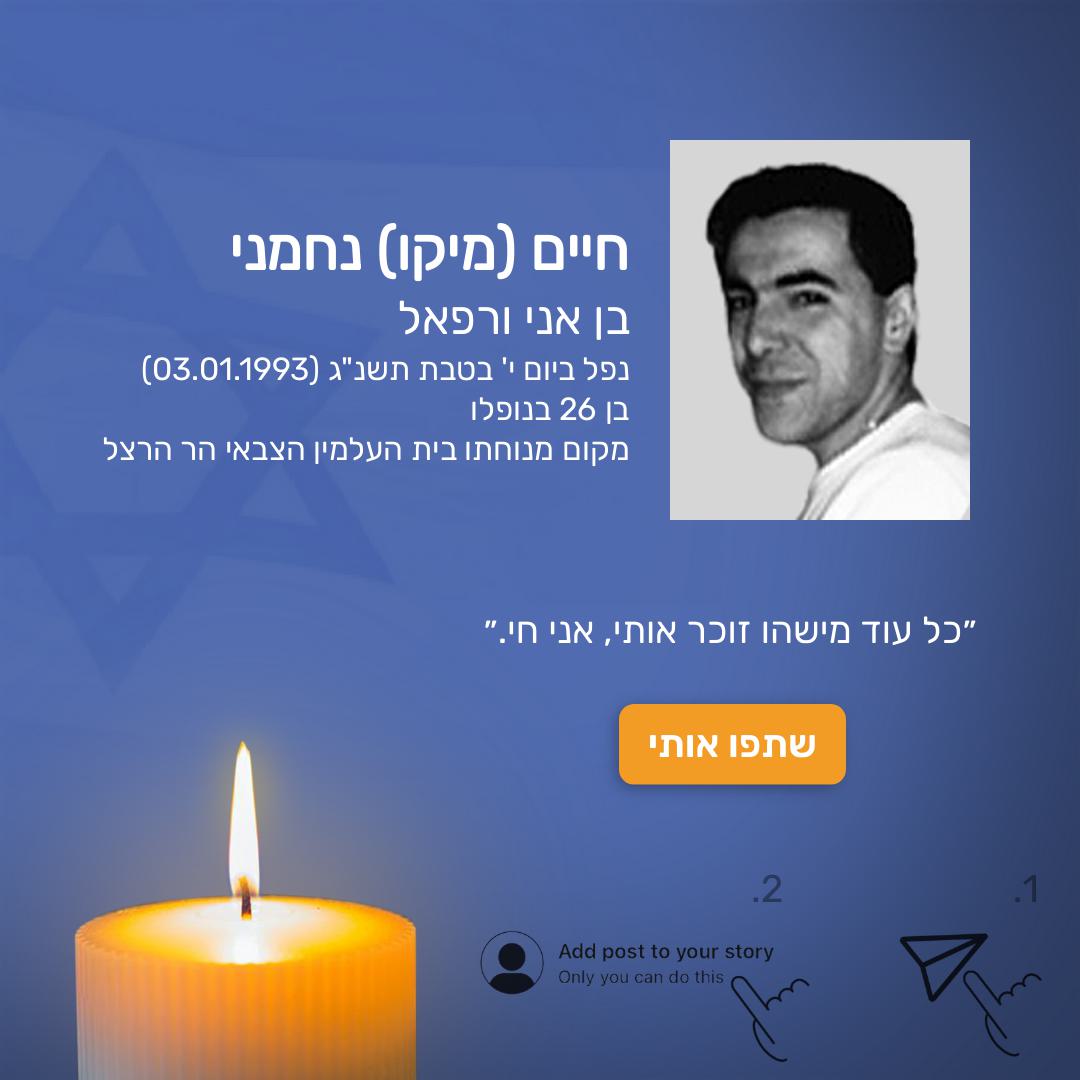 חיים (מיקו) נחמני
בן אני ורפאל
נפל ביום י' בטבת תשנ"ג (03.01.1993)
בן 26 בנופלו
מקום מנוחתו בית העלמין הצבאי הר הרצל
״כל עוד מישהו זוכר אותי, אני חי.״
שתפו אותי
1.
2.
Add post to your story
Only you can do this